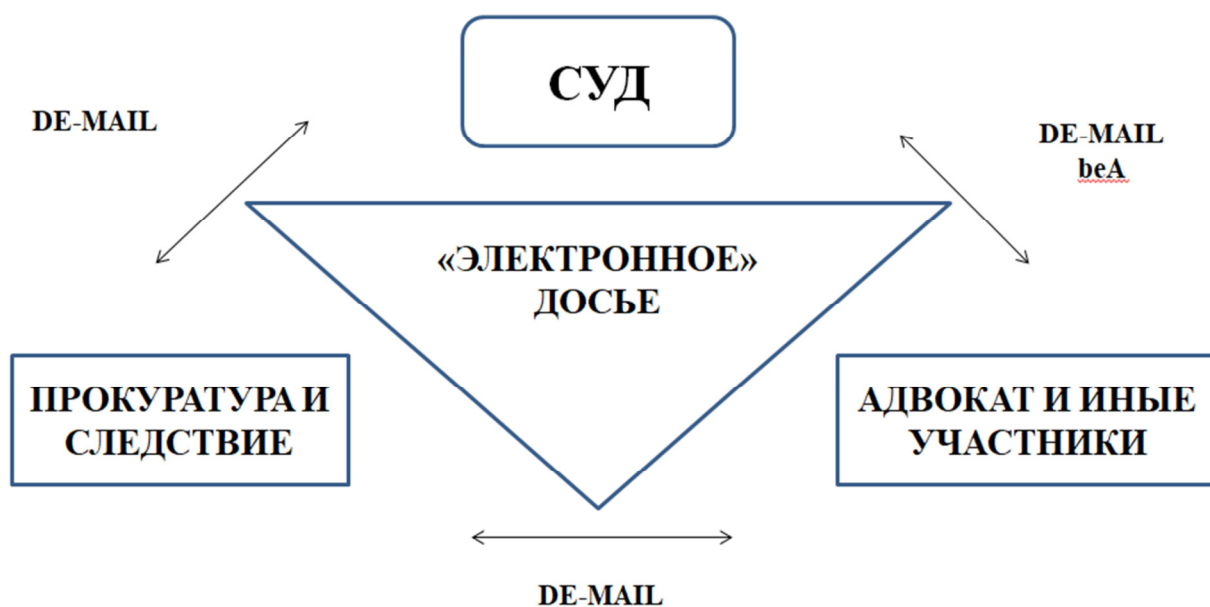 СУД
DE-MAIL
DE-MAIL
beA
«ЭЛЕКТРОННОЕ»
ДОСЬЕ
ПРОКУРАТУРА И
СЛЕДСТВИЕ
АДВОКАТ И ИНЫЕ
УЧАСТНИКИ
DE-MAIL